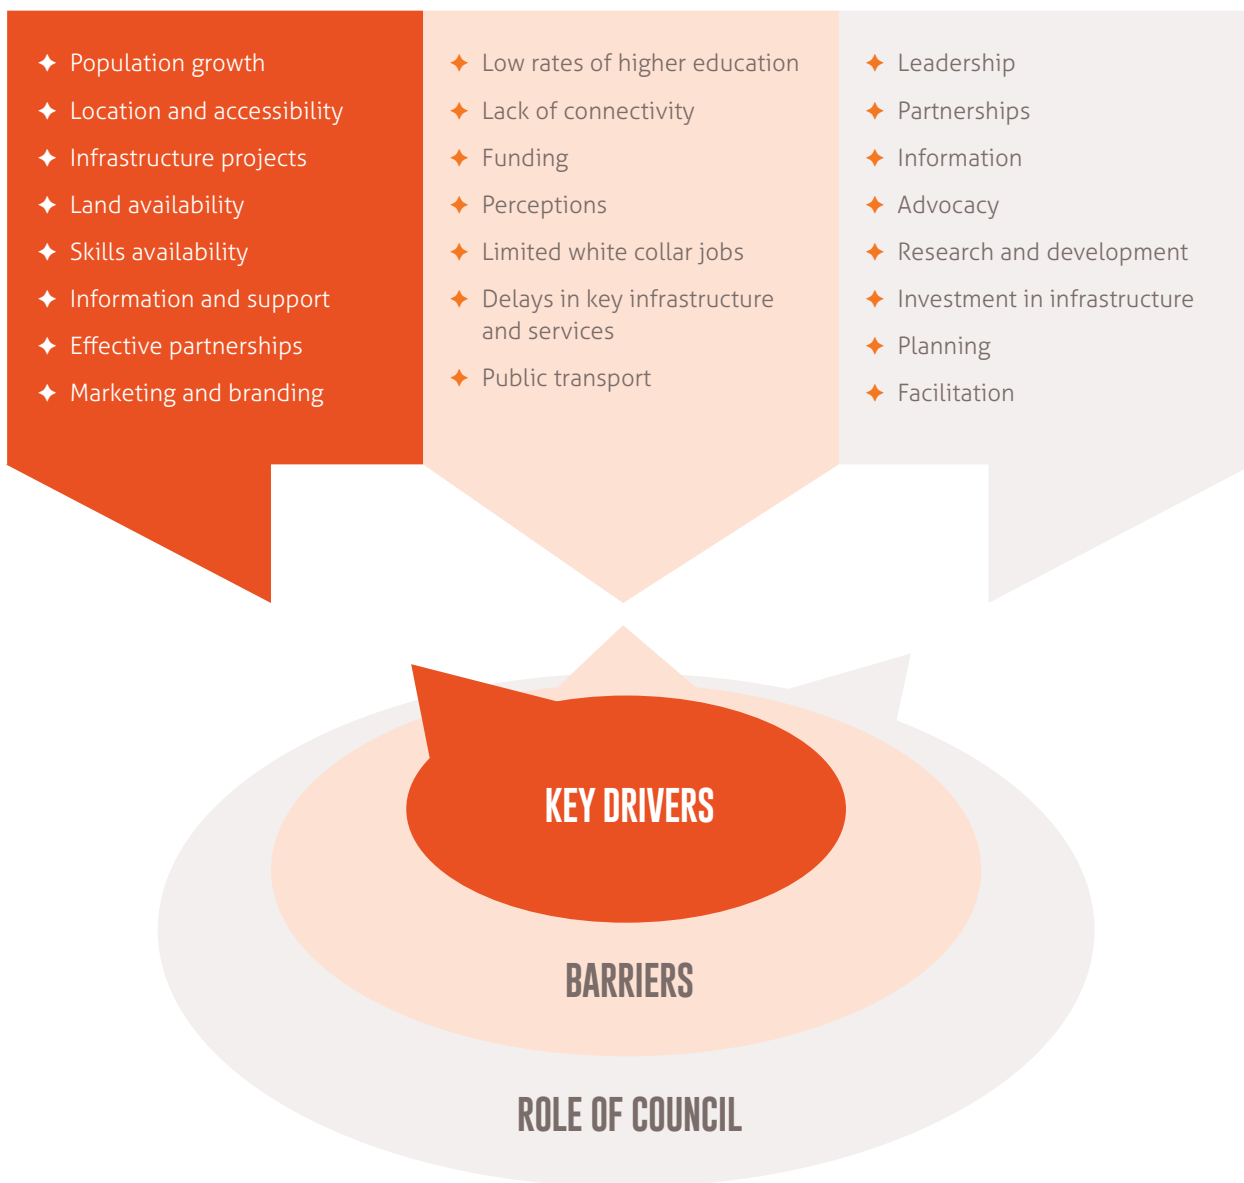 Population growth
Location and accessibility
Infrastructure projects
Land availability
Skills availability
Information and support
Effective partnerships
Marketing and branding
Low rates of higher education
Lack of connectivity
Funding
Perceptions
Limited white collar jobs
Delays in key infrastructure
and services
Public transport
Leadership
Partnerships
Information
Advocacy
Research and development
Investment in infrastructure
Planning
Facilitation
KEY DRIVERS
BARRIERS
ROLE OF COUNCIL